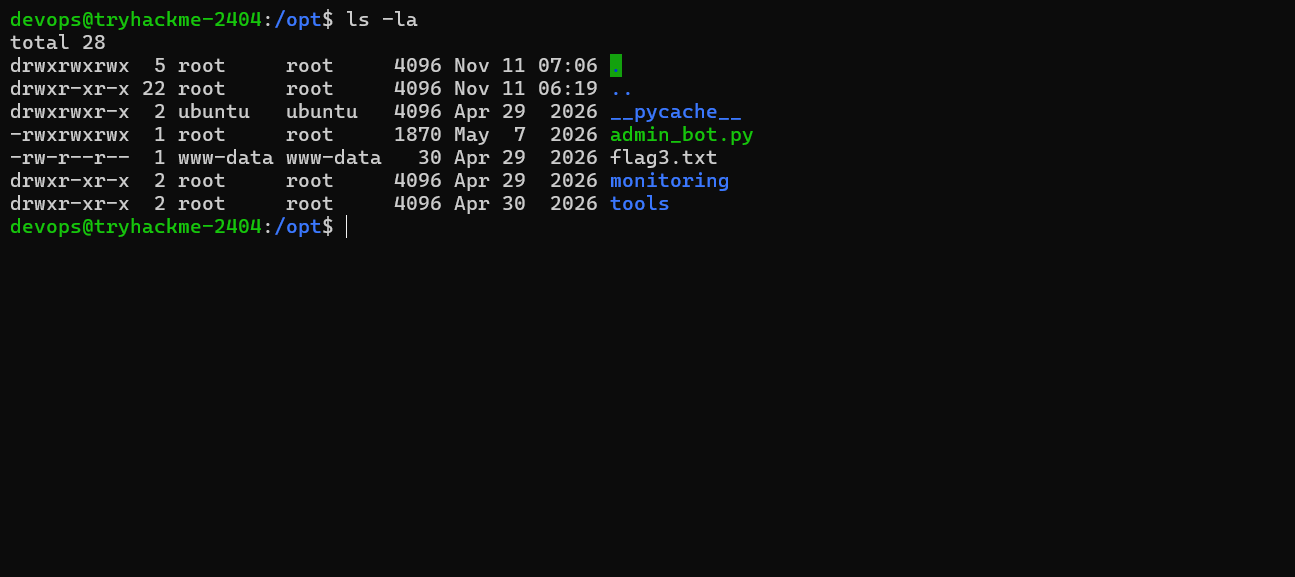 devops@tryhackme-2404:/opt$ ls -la
total 28
drwxrwxrwx  5 root     root     4096 Nov 11 07:06 .
drwxr-xr-x 22 root     root     4096 Nov 11 06:19 ..
drwxrwxr-x  2 ubuntu   ubuntu   4096 Apr 29  2026 __pycache__
-rwxrwxrwx  1 root     root     1870 May  7  2026 admin_bot.py
-rw-r--r--  1 www-data www-data   30 Apr 29  2026 flag3.txt
drwxr-xr-x  2 root     root     4096 Apr 29  2026 monitoring
drwxr-xr-x  2 root     root     4096 Apr 30  2026 tools
devops@tryhackme-2404:/opt$